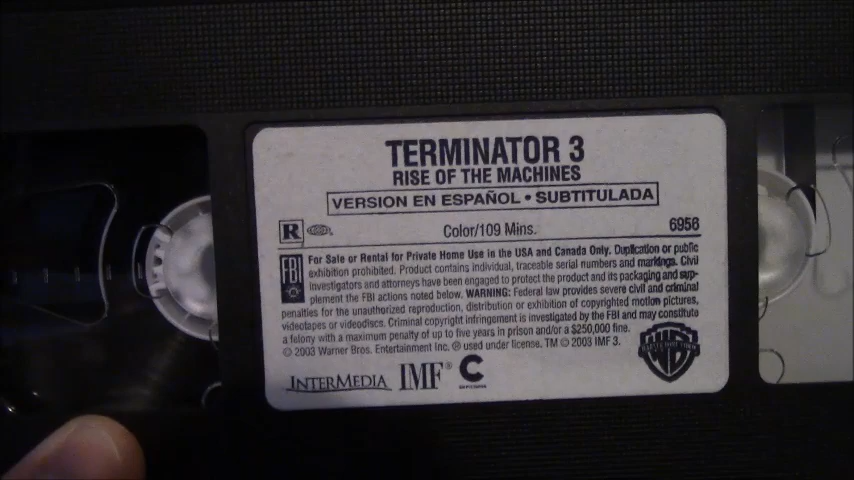 TERMINATOR 3
RISE OF THE MACHINES
VERSION EN ESPAÑOL • SUBTITULADA
R
Color/109 Mins.
6956
FBI
For Sale or Rental for Private Home Use in the USA and Canada Only. Duplication or public
exhibition prohibited. Product contains individual, traceable serial numbers and markings. Civil
investigators and attorneys have been engaged to protect the product and its packaging and sup-
plement the FBI actions noted below. WARNING: Federal law provides severe civil and criminal
penalties for the unauthorized reproduction, distribution or exhibition of copyrighted motion pictures,
videotapes or videodiscs. Criminal copyright infringement is investigated by the FBI and may constitute
a felony with a maximum penalty of up to five years in prison and/or a $250,000 fine.
© 2003 Warner Bros. Entertainment Inc. ® used under license. TM © 2003 IMF 3.
INTERMEDIA
IMF®
C
WB